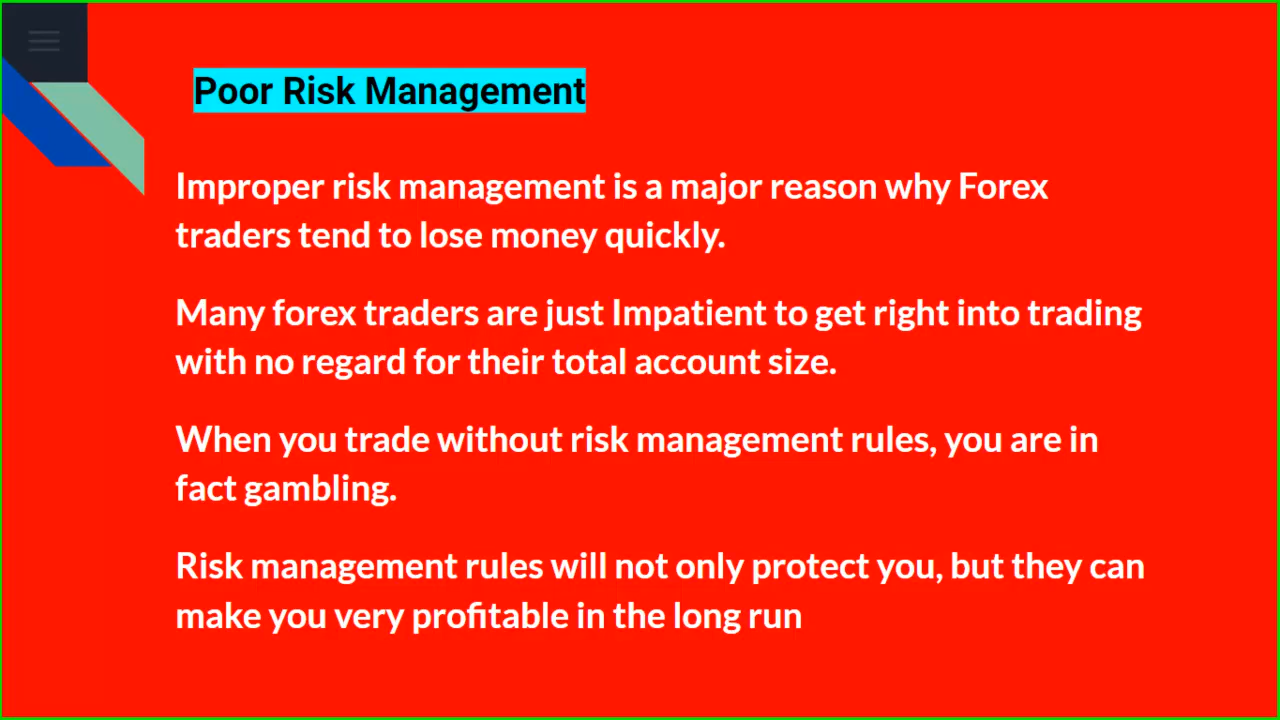 Poor Risk Management
Improper risk management is a major reason why Forex
traders tend to lose money quickly.
Many forex traders are just Impatient to get right into trading
with no regard for their total account size.
When you trade without risk management rules, you are in
fact gambling.
Risk management rules will not only protect you, but they can
make you very profitable in the long run